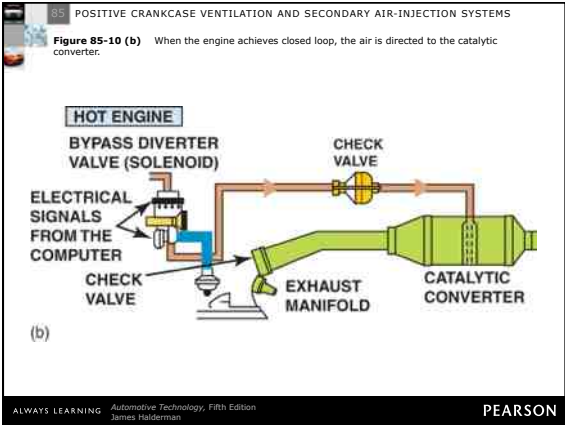 85 POSITIVE CRANKCASE VENTILATION AND SECONDARY AIR-INJECTION SYSTEMS
Figure 85-10 (b) When the engine achieves closed loop, the air is directed to the catalytic
converter.
HOT ENGINE
BYPASS DIVERTER
VALVE (SOLENOID)
CHECK
VALVE
ELECTRICAL
SIGNALS
FROM THE
COMPUTER
CHECK
VALVE
EXHAUST
MANIFOLD
CATALYTIC
CONVERTER
(b)
ALWAYS LEARNING
Automotive Technology, Fifth Edition
James Halderman
PEARSON